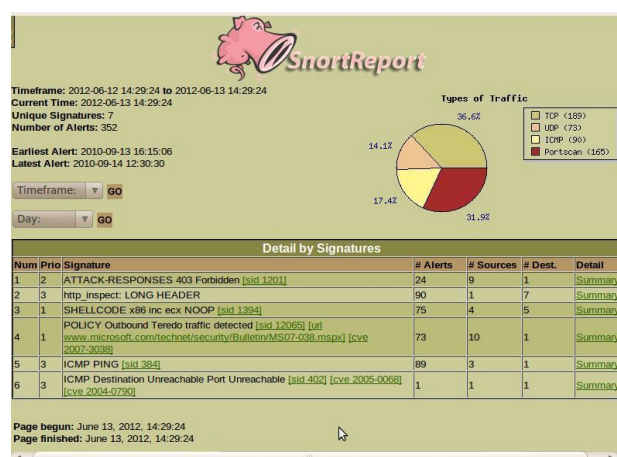 SnortReport
Timeframe: 2012-06-12 14:29:24 to 2012-06-13 14:29:24
Current Time: 2012-06-13 14:29:24
Unique Signatures: 7
Number of Alerts: 352
Earliest Alert: 2010-09-13 16:15:06
Latest Alert: 2010-09-14 12:30:30
Timeframe: GO
Day: GO
Types of Traffic
36.6%
14.1%
17.4%
31.9%
TCP (189)
UDP (73)
ICMP (90)
Portscan (165)
Detail by Signatures
Num Prio Signature # Alerts # Sources # Dest. Detail
1 2 ATTACK-RESPONSES 403 Forbidden [sid 1201] 24 9 1 Summary
2 3 http_inspect: LONG HEADER 90 1 7 Summary
3 1 SHELLCODE x86 inc ecx NOOP [sid 1394] 75 4 5 Summary
4 1 POLICY Outbound Teredo traffic detected [sid 12065] [url
www.microsoft.com/technet/security/Bulletin/MS07-038.mspx] [cve
2007-3038] 73 10 1 Summary
5 3 ICMP PING [sid 384] 89 3 1 Summary
6 3 ICMP Destination Unreachable Port Unreachable [sid 402] [cve 2005-0068]
[cve 2004-0790] 1 1 1 Summary
Page begun: June 13, 2012, 14:29:24
Page finished: June 13, 2012, 14:29:24